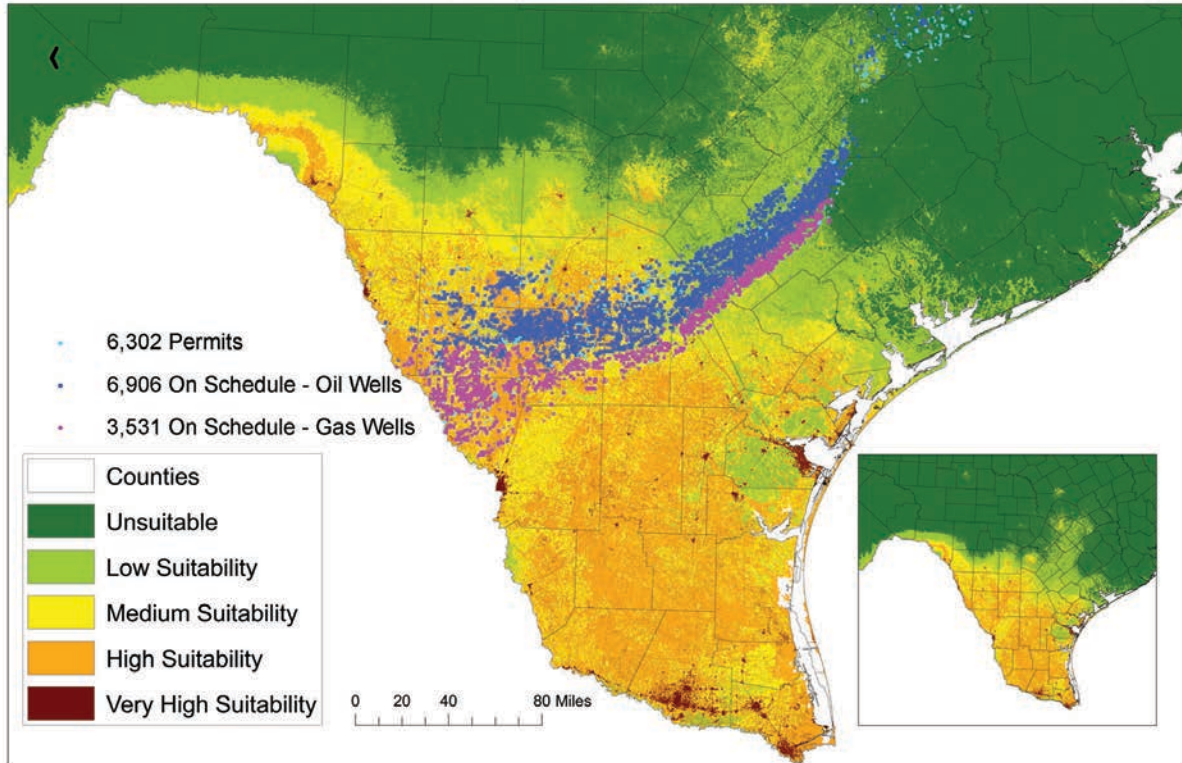 6,302 Permits
6,906 On Schedule - Oil Wells
3,531 On Schedule - Gas Wells
Counties
Unsuitable
Low Suitability
Medium Suitability
High Suitability
Very High Suitability
0 20 40 80 Miles